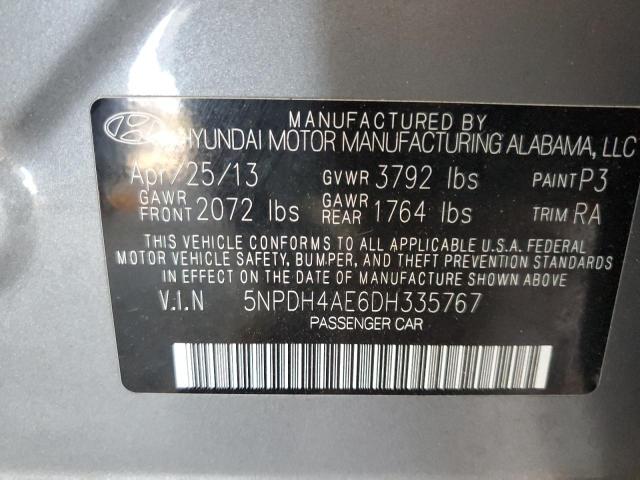 MANUFACTURED BY
HYUNDAI MOTOR MANUFACTURING ALABAMA, LLC
Apr/25/13 GVWR 3792 lbs PAINT P3
GAWR FRONT 2072 lbs GAWR REAR 1764 lbs TRIM RA
THIS VEHICLE CONFORMS TO ALL APPLICABLE U.S.A. FEDERAL
MOTOR VEHICLE SAFETY, BUMPER, AND THEFT PREVENTION STANDARDS
IN EFFECT ON THE DATE OF MANUFACTURE SHOWN ABOVE.
V.I.N 5NPDH4AE6DH335767
PASSENGER CAR